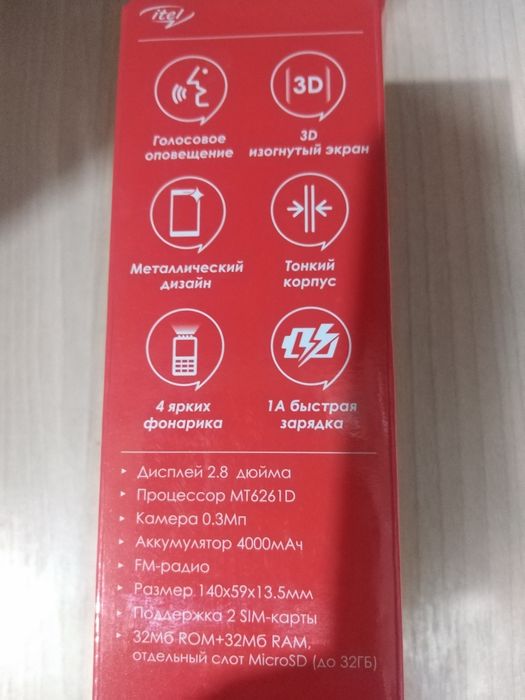 itel
3D
Голосовое
оповещение
3D
изогнутый экран
Металлический
дизайн
Тонкий
корпус
4 ярких
фонарика
1А быстрая
зарядка
Дисплей 2.8 дюйма
Процессор MT6261D
Камера 0.3Мп
Аккумулятор 4000мАч
FM-радио
Размер 140x59x13.5мм
Поддержка 2 SIM-карты
32Мб ROM+32Мб RAM,
отдельный слот MicroSD (до 32ГБ)